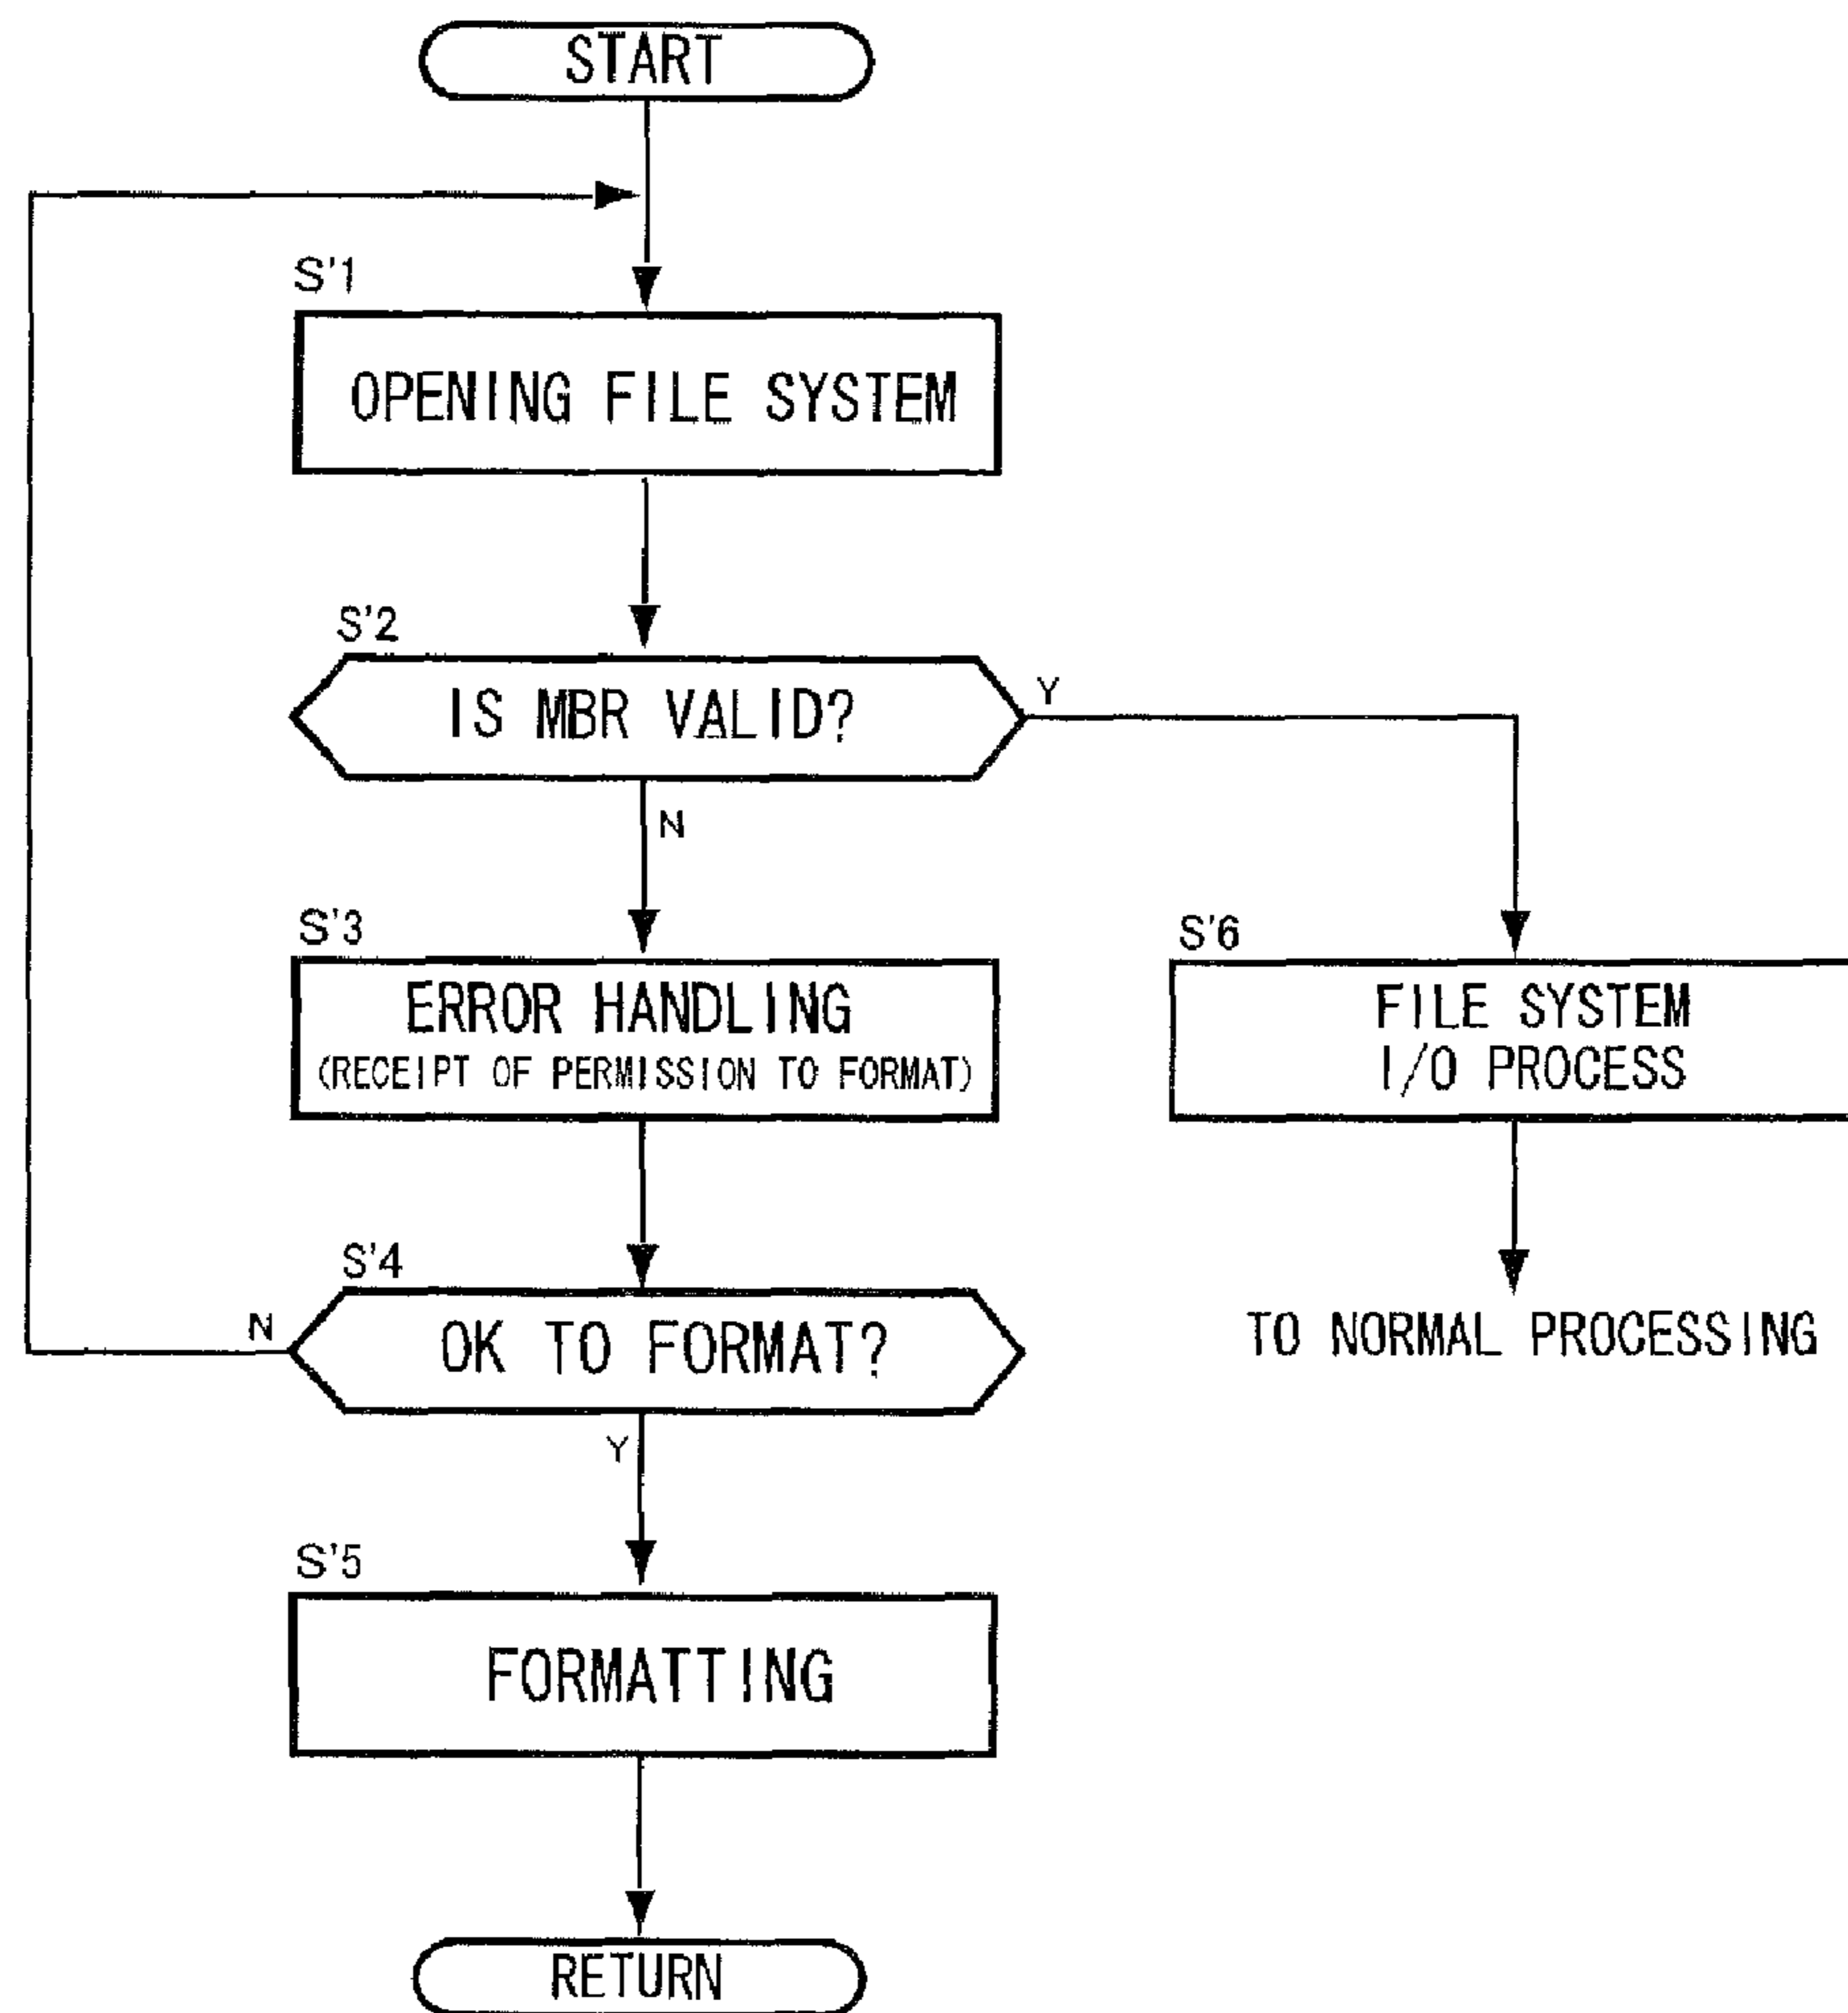 START
S'1
OPENING FILE SYSTEM
S'2
IS MBR VALID?
Y
N
S'3
ERROR HANDLING
(RECEIPT OF PERMISSION TO FORMAT)
S'6
FILE SYSTEM
I/O PROCESS
S'4
N
OK TO FORMAT?
TO NORMAL PROCESSING
Y
S'5
FORMATTING
RETURN